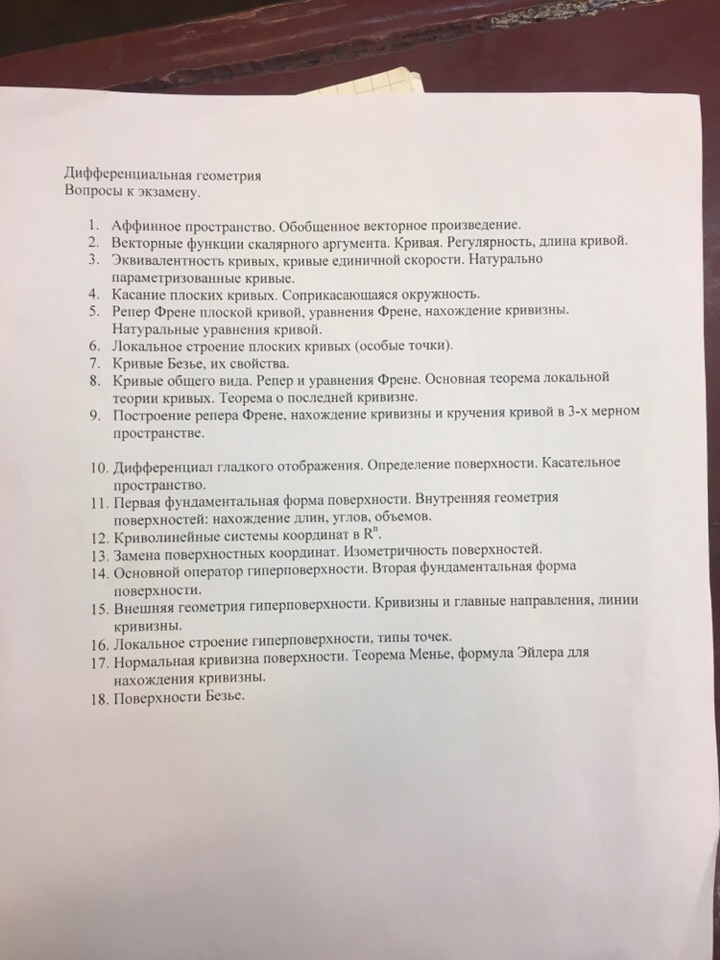 Дифференциальная геометрия
Вопросы к экзамену.
1. Аффинное пространство. Обобщенное векторное произведение.
2. Векторные функции скалярного аргумента. Кривая. Регулярность, длина кривой.
3. Эквивалентность кривых, кривые единичной скорости. Натурально
параметризованные кривые.
4. Касание плоских кривых. Соприкасающаяся окружность.
5. Репер Френе плоской кривой, уравнения Френе, нахождение кривизны.
Натуральные уравнения кривой.
6. Локальное строение плоских кривых (особые точки).
7. Кривые Безье, их свойства.
8. Кривые общего вида. Репер и уравнения Френе. Основная теорема локальной
теории кривых. Теорема о последней кривизне.
9. Построение репера Френе, нахождение кривизны и кручения кривой в 3-х мерном
пространстве.
10. Дифференциал гладкого отображения. Определение поверхности. Касательное
пространство.
11. Первая фундаментальная форма поверхности. Внутренняя геометрия
поверхностей: нахождение длин, углов, объемов.
12. Криволинейные системы координат в Rⁿ.
13. Замена поверхностных координат. Изометричность поверхностей.
14. Основной оператор гиперповерхности. Вторая фундаментальная форма
поверхности.
15. Внешняя геометрия гиперповерхности. Кривизны и главные направления, линии
кривизны.
16. Локальное строение гиперповерхности, типы точек.
17. Нормальная кривизна поверхности. Теорема Менье, формула Эйлера для
нахождения кривизны.
18. Поверхности Безье.